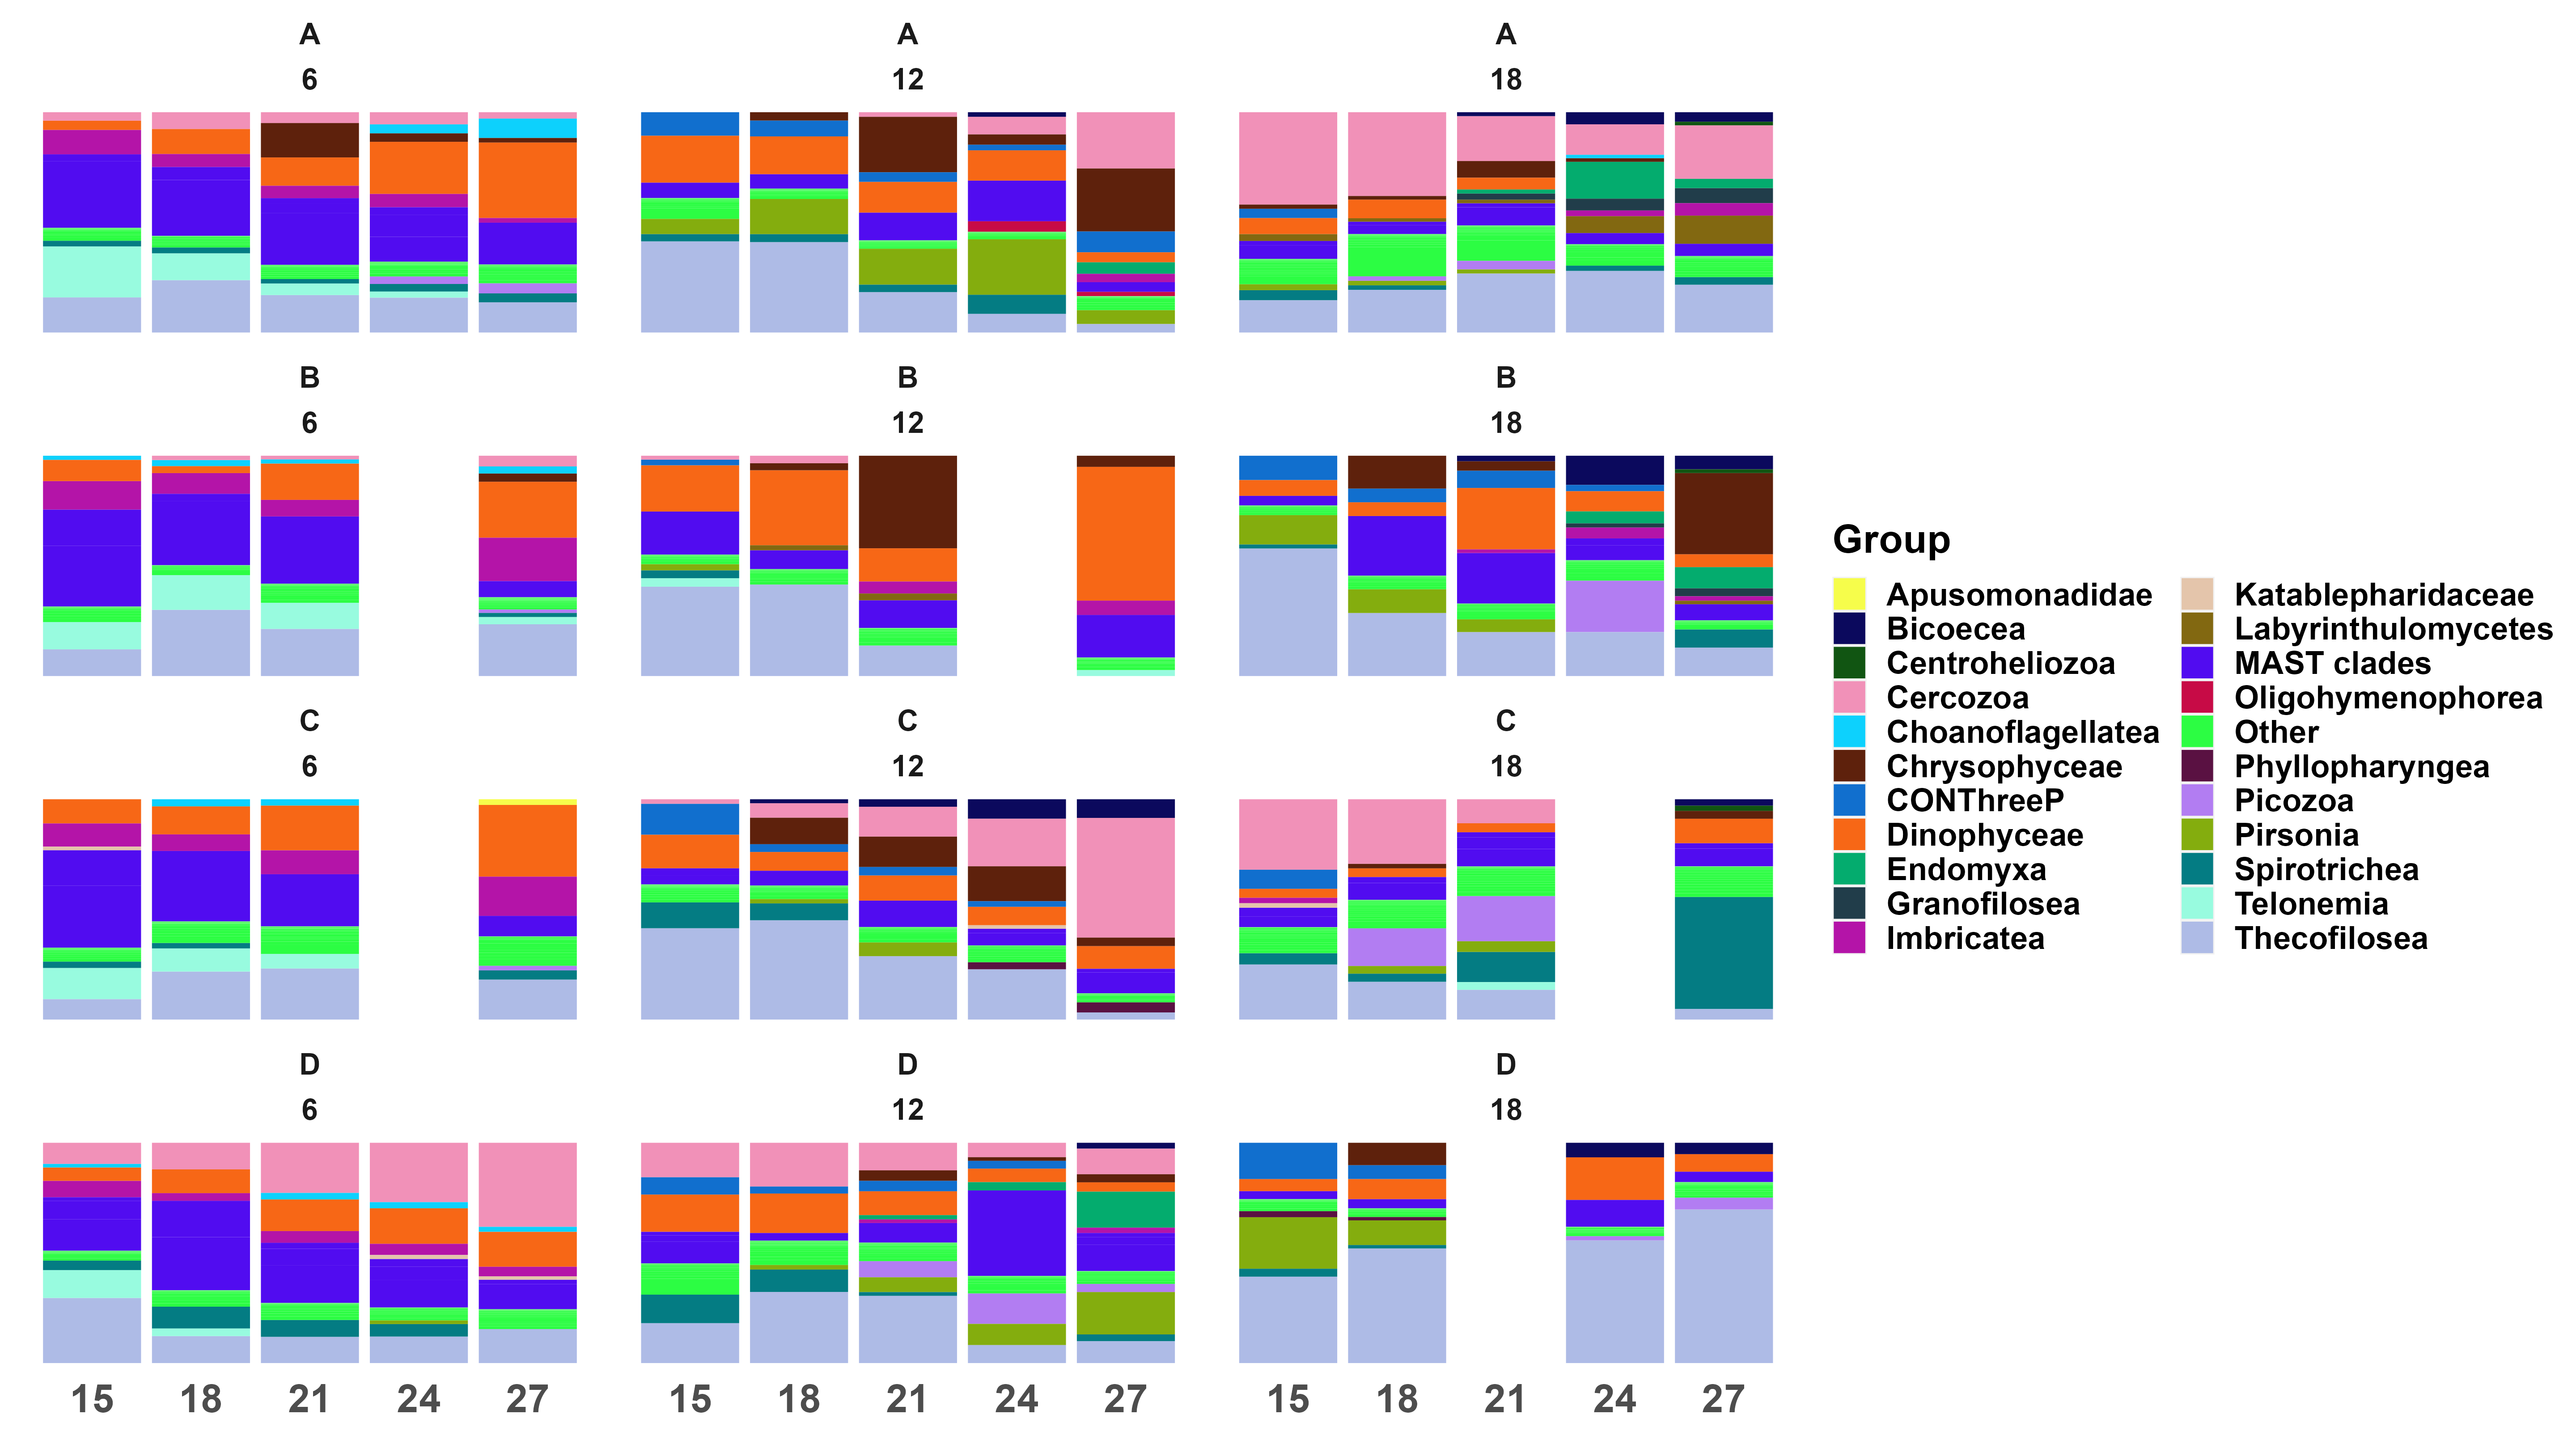 A A A
6 12 18
B B B
6 12 18
Group
Apusomonadidae Katablepharidaceae
Bicoecea Labyrinthulomycetes
Centroheliozoa MAST clades
Cercozoa Oligohymenophorea
Choanoflagellatea Other
Chrysophyceae Phyllopharyngea
CONThreeP Picozoa
Dinophyceae Pirsonia
Endomyxa Spirotrichea
Granofilosea Telonemia
Imbricatea Thecofilosea
C C C
6 12 18
D D D
6 12 18
15 18 21 24 27 15 18 21 24 27 15 18 21 24 27